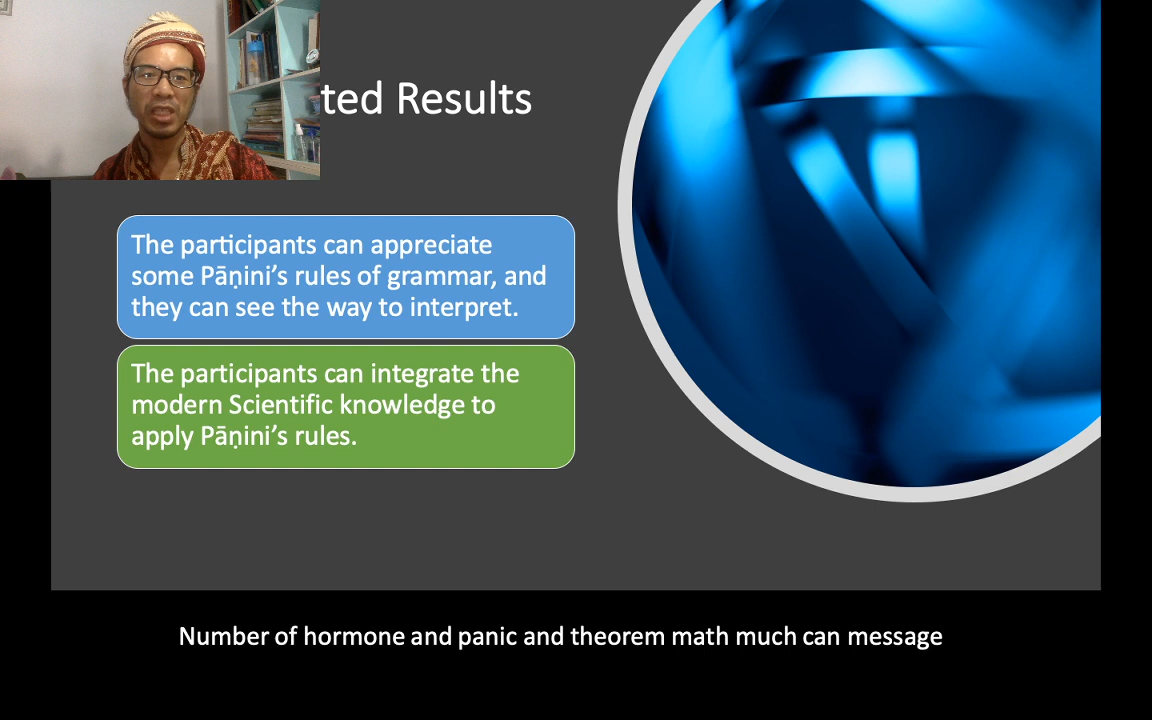 ted Results
The participants can appreciate
some Pāṇini’s rules of grammar, and
they can see the way to interpret.
The participants can integrate the
modern Scientific knowledge to
apply Pāṇini’s rules.
Number of hormone and panic and theorem math much can message